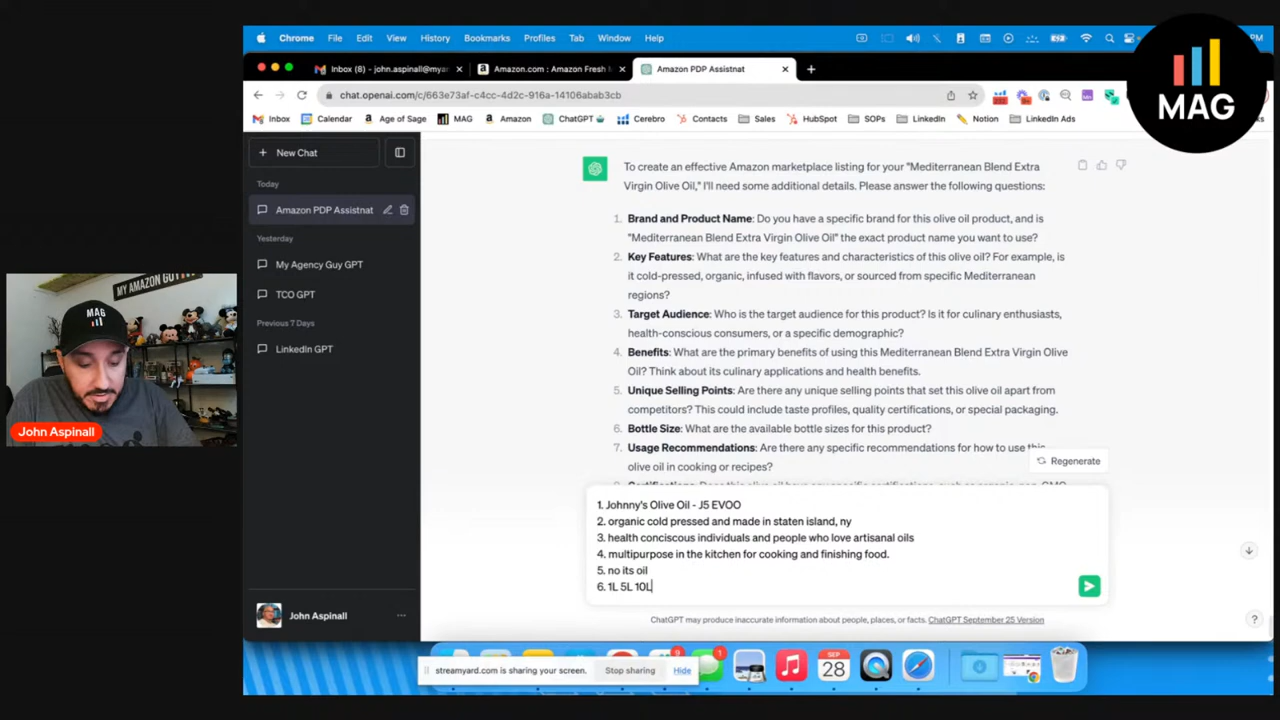 Chrome File Edit View History Bookmarks Profiles Tab Window Help
Inbox (8) - john.aspinall@myar
Amazon.com : Amazon Fresh
Amazon PDP Assistnat
chat.openai.com/c/663e73af-c4cc-4d2c-916a-14106abab3cb
Inbox Calendar Age of Sage MAG Amazon ChatGPT Cerebro Contacts Sales HubSpot SOPs LinkedIn Notion LinkedIn Ads
MAG
New Chat
Today
Amazon PDP Assistnat
Yesterday
My Agency Guy GPT
TCO GPT
Previous 7 Days
LinkedIn GPT
John Aspinall
To create an effective Amazon marketplace listing for your "Mediterranean Blend Extra
Virgin Olive Oil," I'll need some additional details. Please answer the following questions:
1. Brand and Product Name: Do you have a specific brand for this olive oil product, and is
"Mediterranean Blend Extra Virgin Olive Oil" the exact product name you want to use?
2. Key Features: What are the key features and characteristics of this olive oil? For example, is
it cold-pressed, organic, infused with flavors, or sourced from specific Mediterranean
regions?
3. Target Audience: Who is the target audience for this product? Is it for culinary enthusiasts,
health-conscious consumers, or a specific demographic?
4. Benefits: What are the primary benefits of using this Mediterranean Blend Extra Virgin Olive
Oil? Think about its culinary applications and health benefits.
5. Unique Selling Points: Are there any unique selling points that set this olive oil apart from
competitors? This could include taste profiles, quality certifications, or special packaging.
6. Bottle Size: What are the available bottle sizes for this product?
7. Usage Recommendations: Are there any specific recommendations for how to use this
olive oil in cooking or recipes?
Regenerate
1. Johnny's Olive Oil - J5 EVOO
2. organic cold pressed and made in staten island, ny
3. health conciscous individuals and people who love artisanal oils
4. multipurpose in the kitchen for cooking and finishing food.
5. no its oil
6. 1L 5L 10L
ChatGPT may produce inaccurate information about people, places, or facts. ChatGPT September 25 Version
?
streamyard.com is sharing your screen. Stop sharing Hide
SEP
28
1
MY AMAZON GUY
MAG
John Aspinall